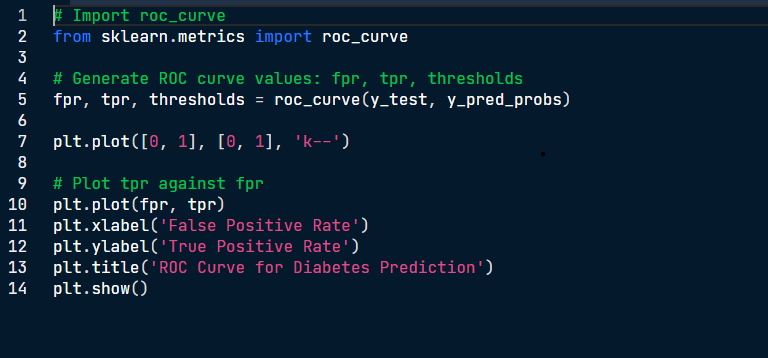 1 # Import roc_curve
2 from sklearn.metrics import roc_curve
3
4 # Generate ROC curve values: fpr, tpr, thresholds
5 fpr, tpr, thresholds = roc_curve(y_test, y_pred_probs)
6
7 plt.plot([0, 1], [0, 1], 'k--')
8
9 # Plot tpr against fpr
10 plt.plot(fpr, tpr)
11 plt.xlabel('False Positive Rate')
12 plt.ylabel('True Positive Rate')
13 plt.title('ROC Curve for Diabetes Prediction')
14 plt.show()